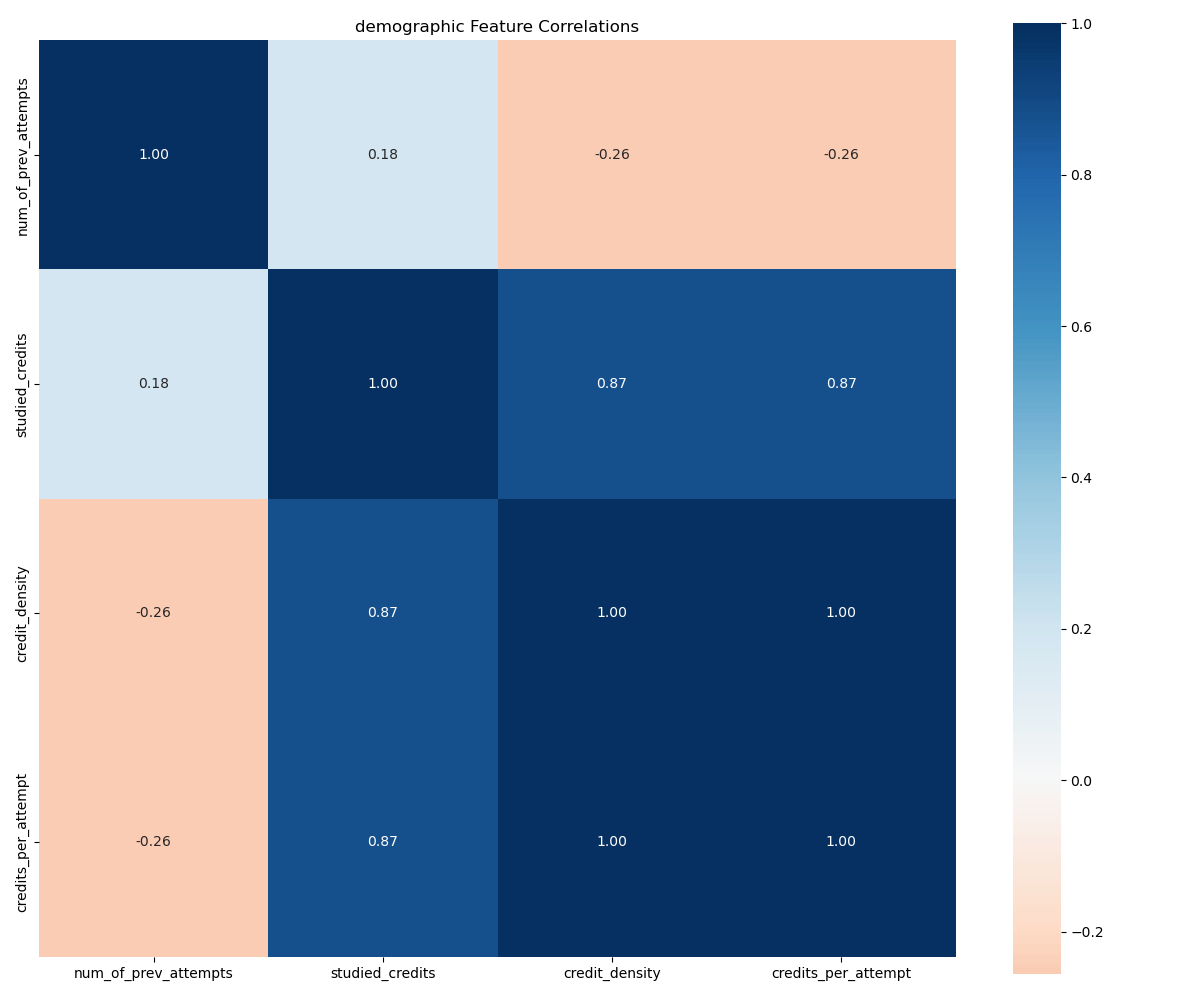 demographic Feature Correlations
num_of_prev_attempts
1.00 0.18 -0.26 -0.26
studied_credits
0.18 1.00 0.87 0.87
credit_density
-0.26 0.87 1.00 1.00
credits_per_attempt
-0.26 0.87 1.00 1.00
num_of_prev_attempts studied_credits credit_density credits_per_attempt
1.0
0.8
0.6
0.4
0.2
0.0
−0.2